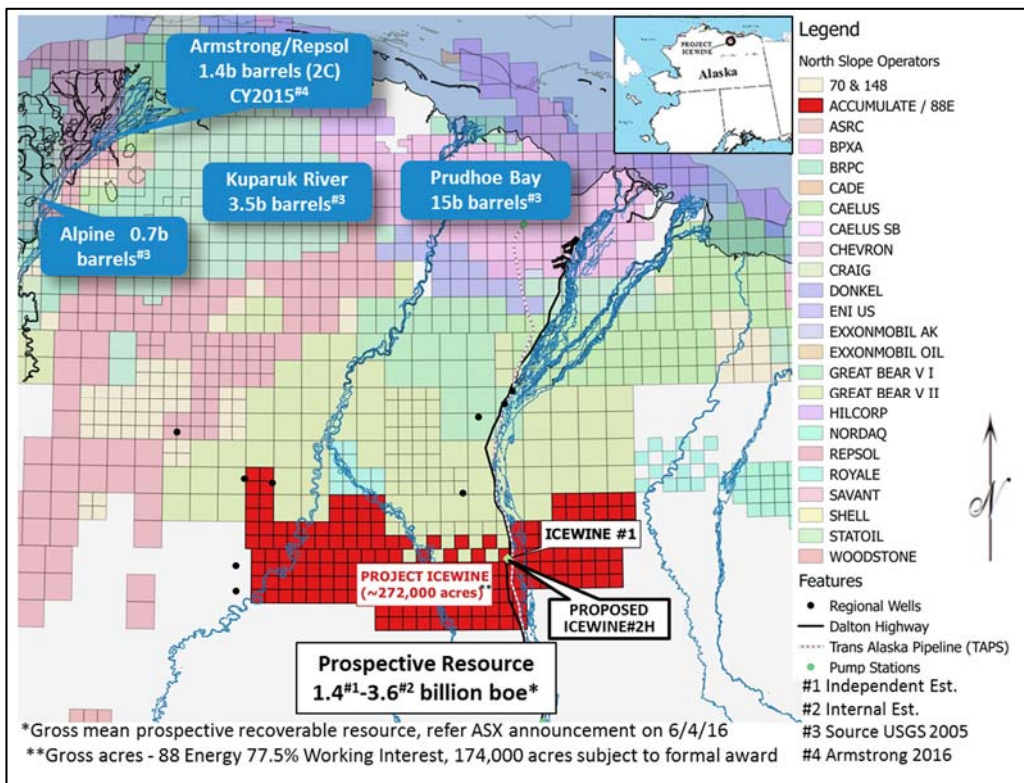 Armstrong/Repsol
1.4b barrels (2C)
CY2015#4
Kuparuk River
3.5b barrels#3
Prudhoe Bay
15b barrels#3
Alpine 0.7b
barrels#3
PROJECT
ICEWINE
Alaska
ICEWINE #1
PROJECT ICEWINE
(~272,000 acres)**
PROPOSED
ICEWINE#2H
Prospective Resource
1.4#1-3.6#2 billion boe*
*Gross mean prospective recoverable resource, refer ASX announcement on 6/4/16
**Gross acres - 88 Energy 77.5% Working Interest, 174,000 acres subject to formal award
Legend
North Slope Operators
70 & 148
ACCUMULATE / 88E
ASRC
BPXA
BRPC
CADE
CAELUS
CAELUS SB
CHEVRON
CRAIG
DONKEL
ENI US
EXXONMOBIL AK
EXXONMOBIL OIL
GREAT BEAR V I
GREAT BEAR V II
HILCORP
NORDAQ
REPSOL
ROYALE
SAVANT
SHELL
STATOIL
WOODSTONE
Features
Regional Wells
Dalton Highway
Trans Alaska Pipeline (TAPS)
Pump Stations
#1 Independent Est.
#2 Internal Est.
#3 Source USGS 2005
#4 Armstrong 2016